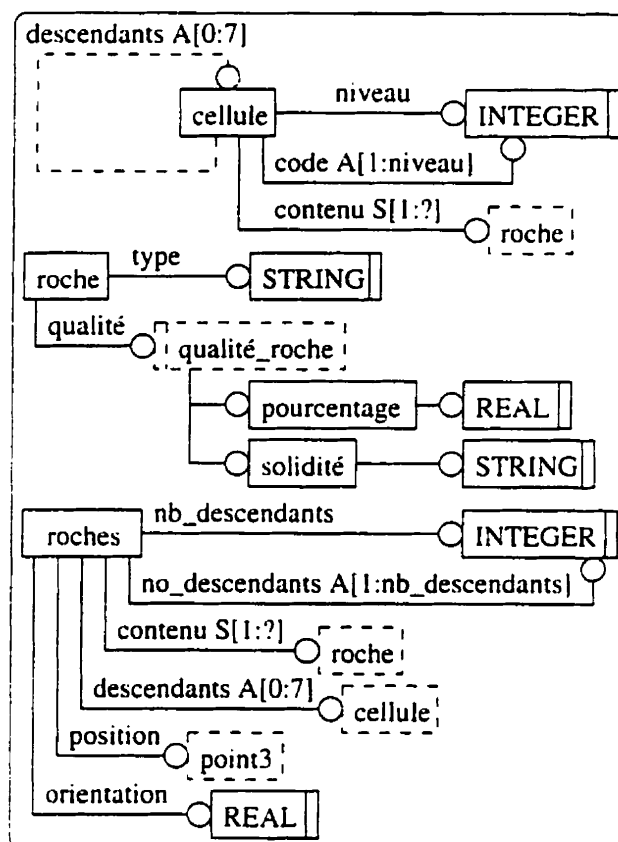 descendants A[0:7]
niveau
cellule
INTEGER
code A[1:niveau]
contenu S[1:?]
roche
type
roche
STRING
qualité
qualité_roche
pourcentage
REAL
solidité
STRING
nb_descendants
roches
INTEGER
no_descendants A[1:nb_descendants]
contenu S[1:?]
roche
descendants A[0:7]
cellule
position
point3
orientation
REAL